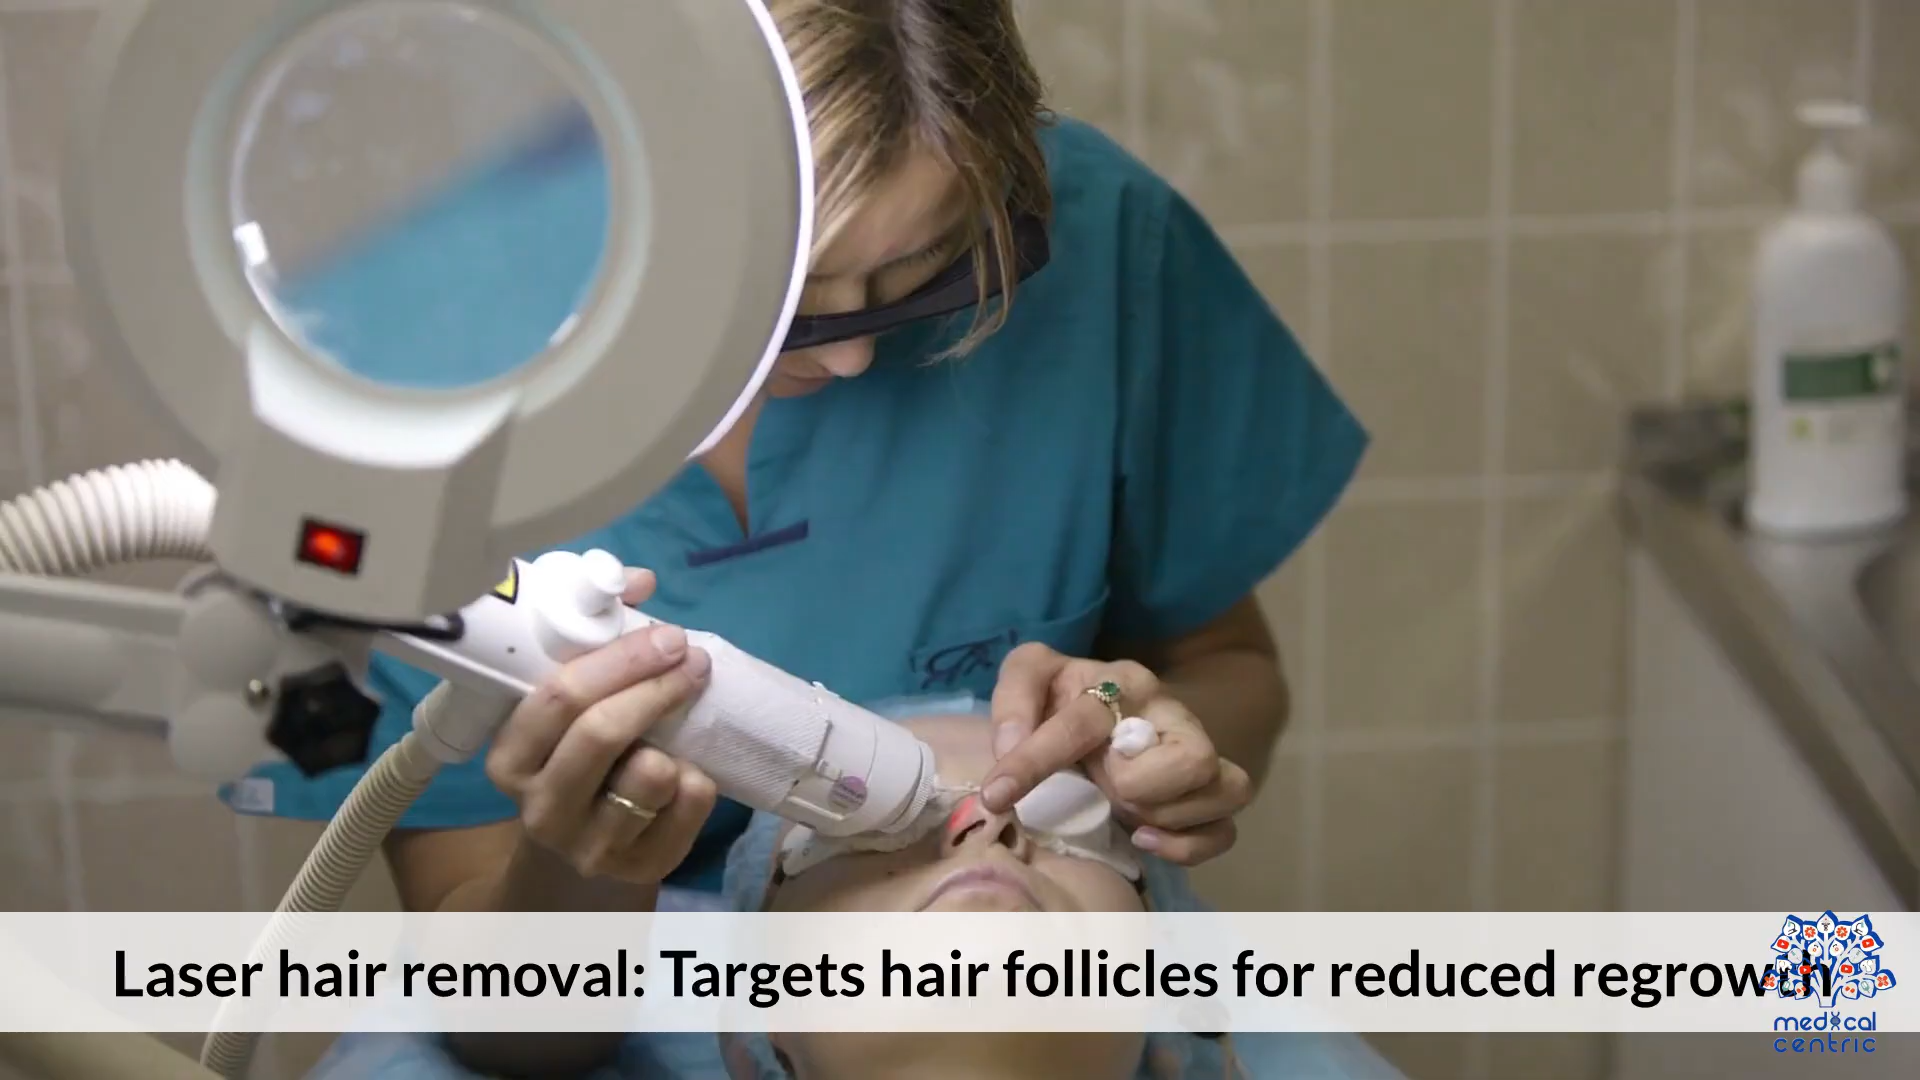 Laser hair removal: Targets hair follicles for reduced regrowth
medical
centric